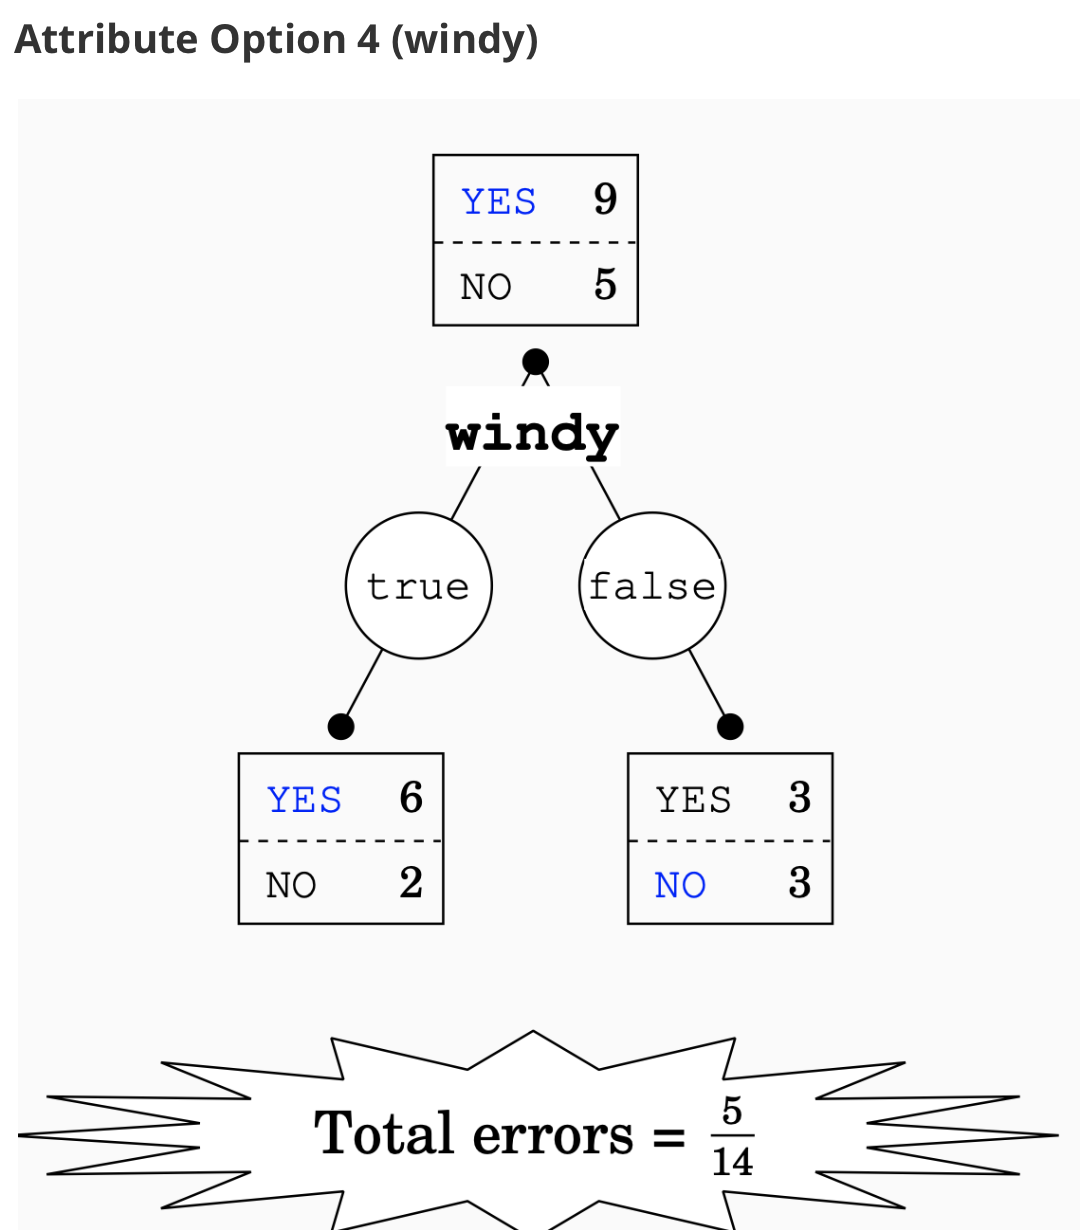 Attribute Option 4 (windy)
YES 9
NO 5
windy
true false
YES 6 YES 3
NO 2 NO 3
Total errors = 5/14